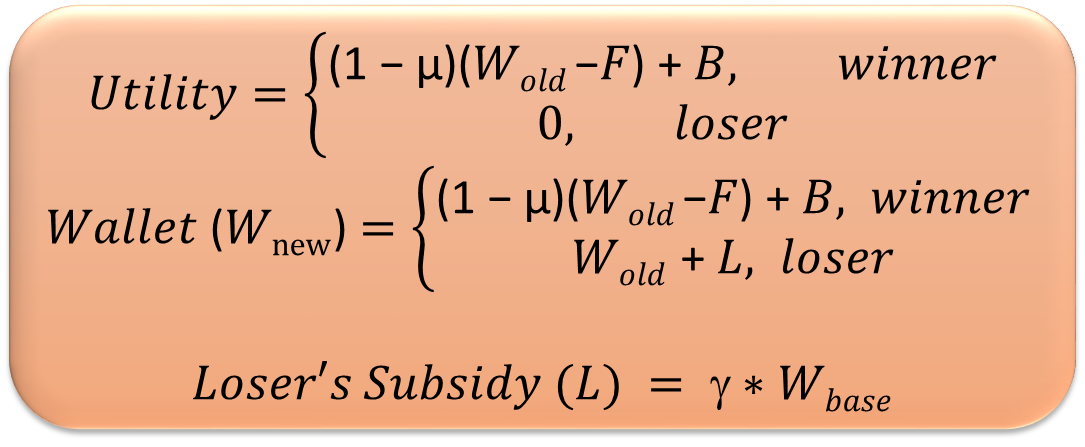 Utility = { (1 − μ)(W_old – F) + B, winner
0, loser
Wallet (W_new) = { (1 − μ)(W_old – F) + B, winner
W_old + L, loser
Loser's Subsidy (L) = γ * W_base